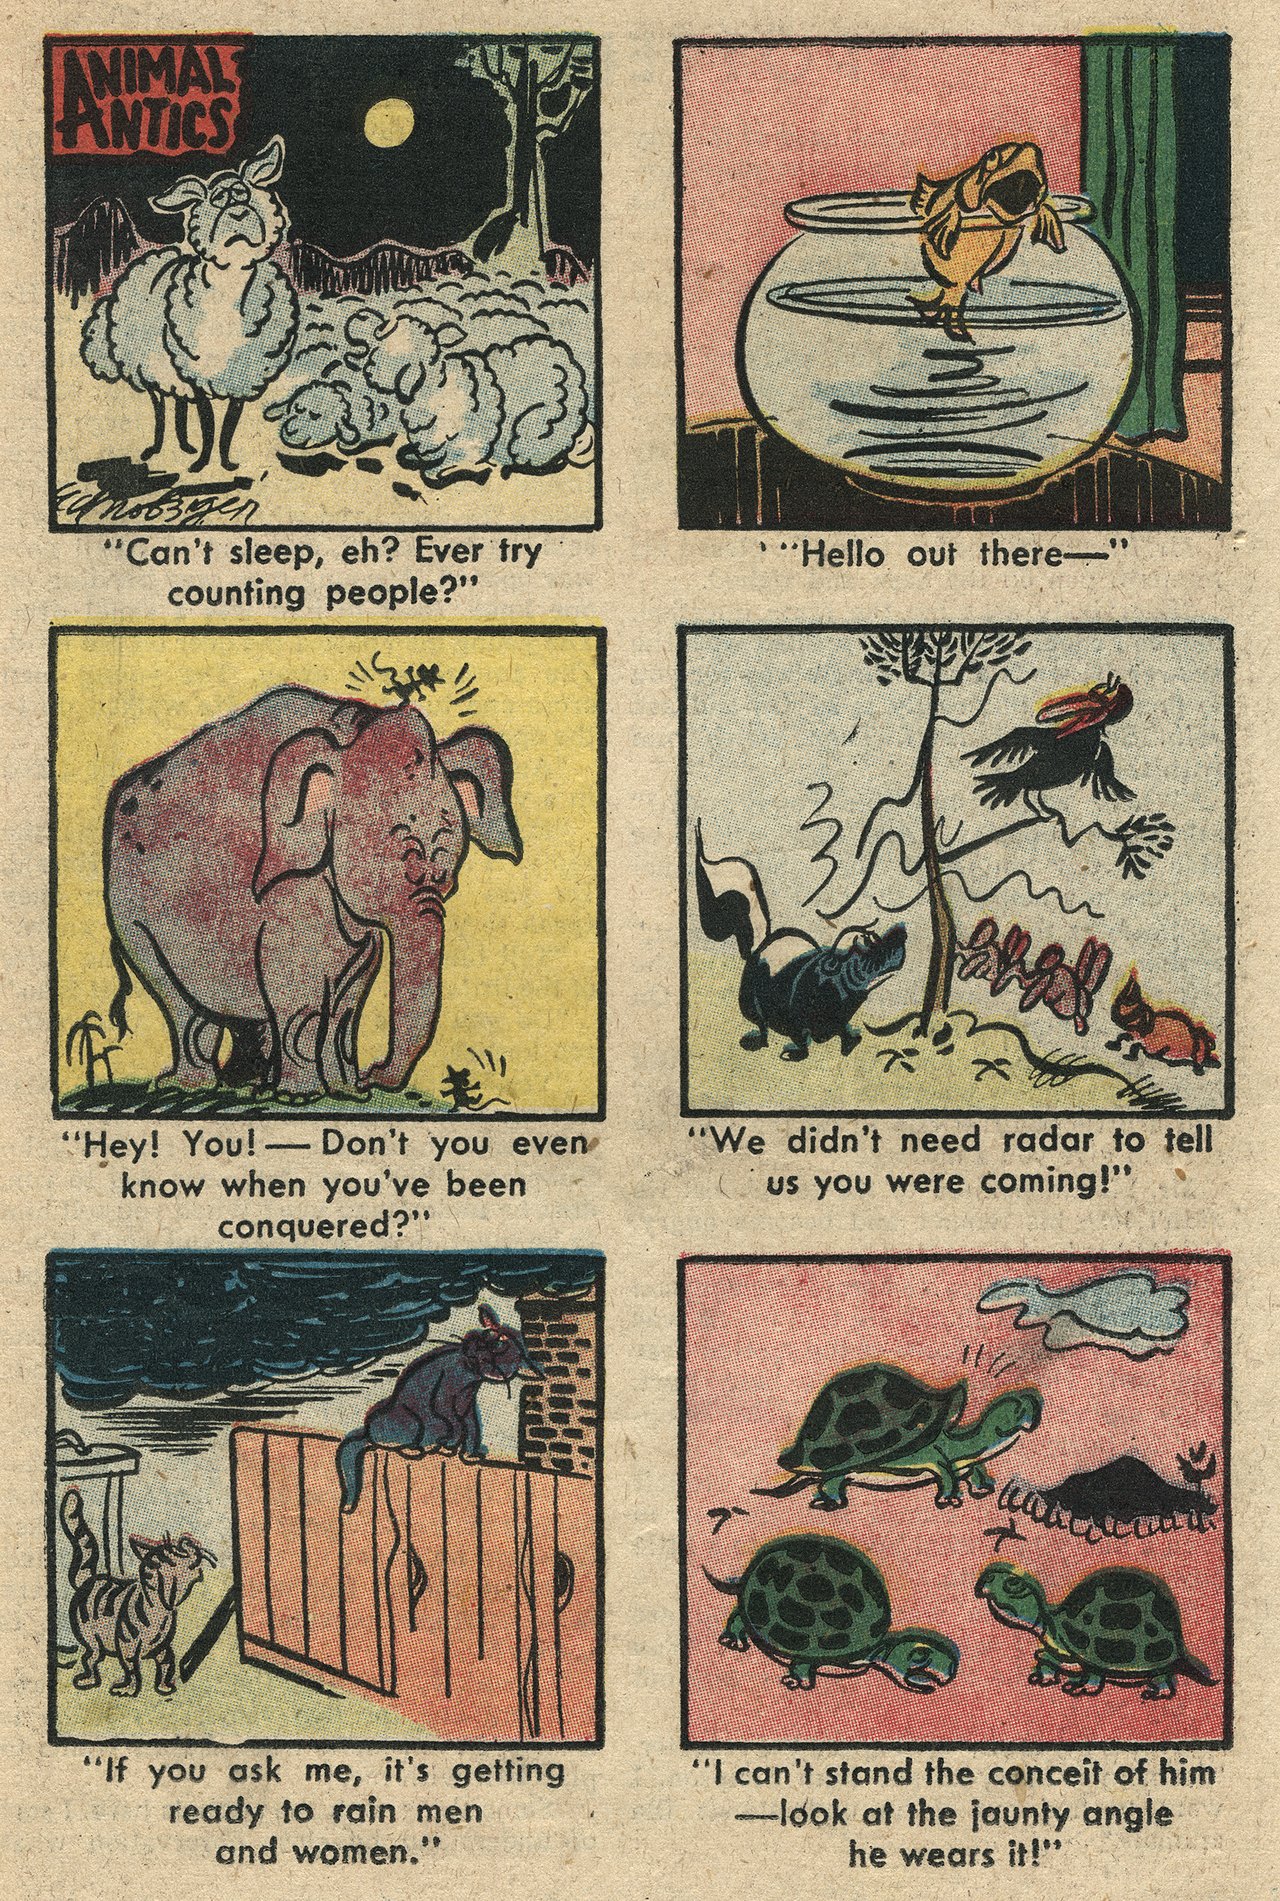 ANIMAL
ANTICS
"Can't sleep, eh? Ever try
counting people?"
' "Hello out there—"
"Hey! You! — Don't you even
know when you've been
conquered?"
"We didn't need radar to tell
us you were coming!"
"If you ask me, it's getting
ready to rain men
and women."
"I can't stand the conceit of him
—look at the jaunty angle
he wears it!"